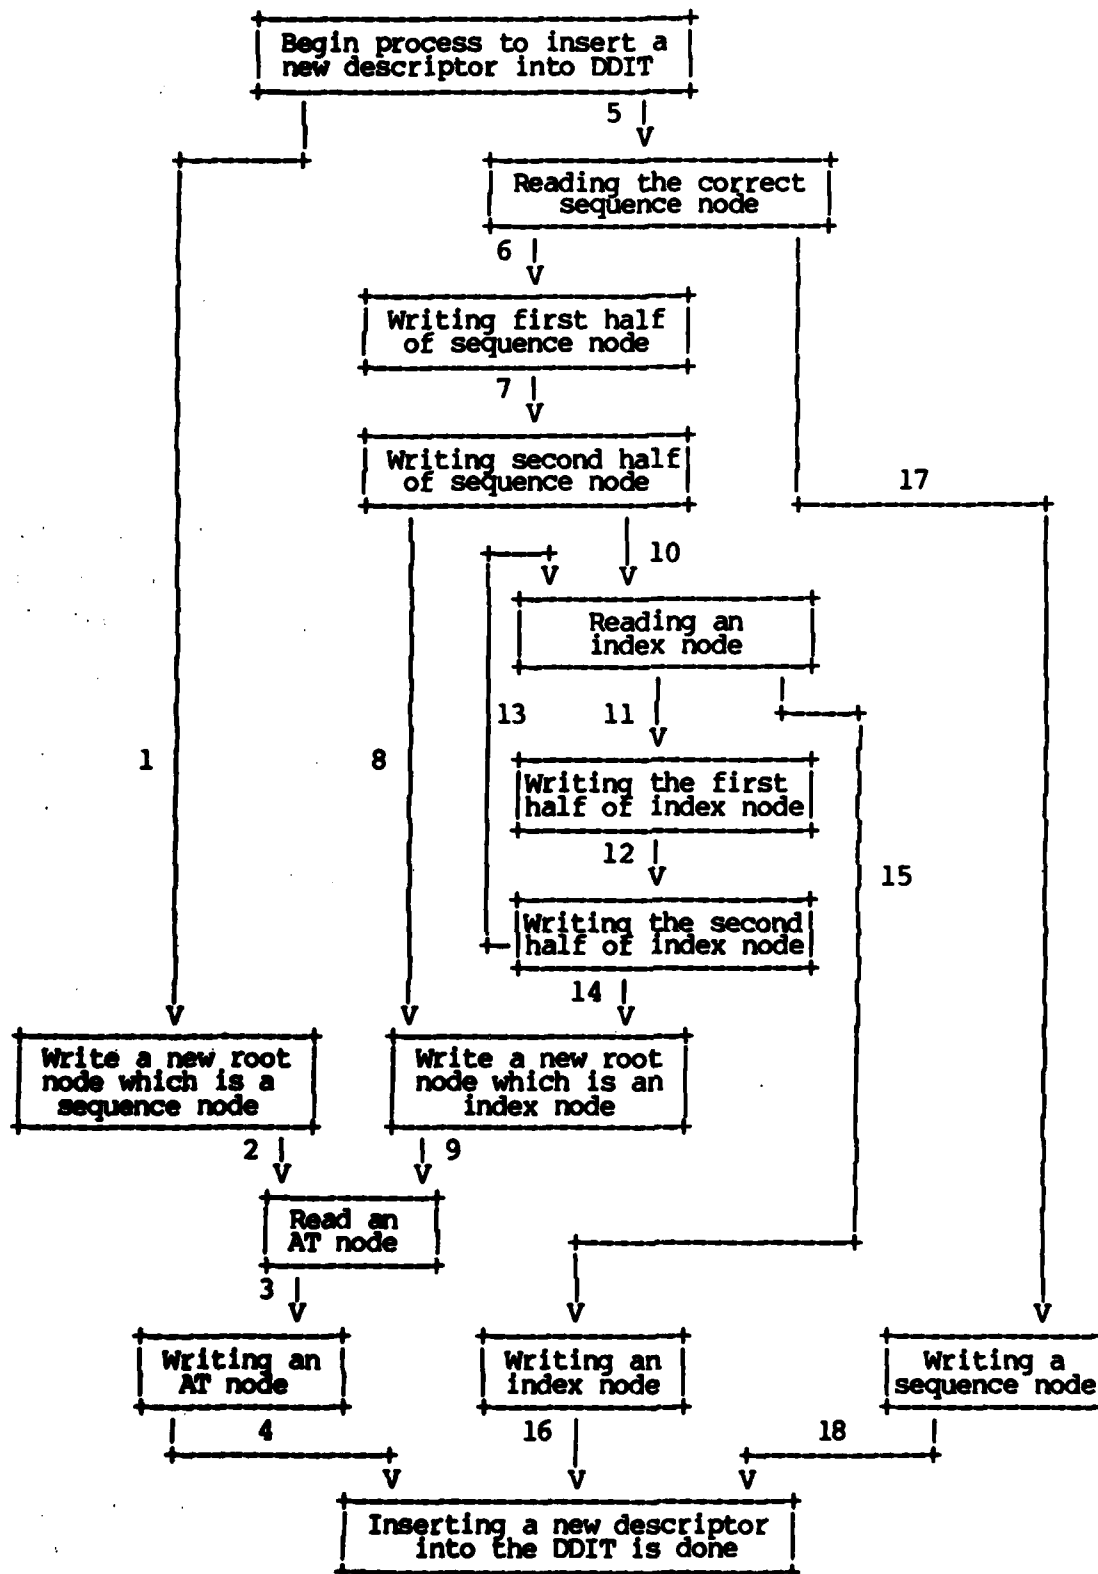 Begin process to insert a
new descriptor into DDIT
5
Reading the correct
sequence node
6
Writing first half
of sequence node
7
Writing second half
of sequence node
17
10
Reading an
index node
13
11
1
8
Writing the first
half of index node
12
15
Writing the second
half of index node
14
Write a new root
node which is a
sequence node
Write a new root
node which is an
index node
2
9
Read an
AT node
3
Writing an
AT node
Writing an
index node
Writing a
sequence node
4
16
18
Inserting a new descriptor
into the DDIT is done